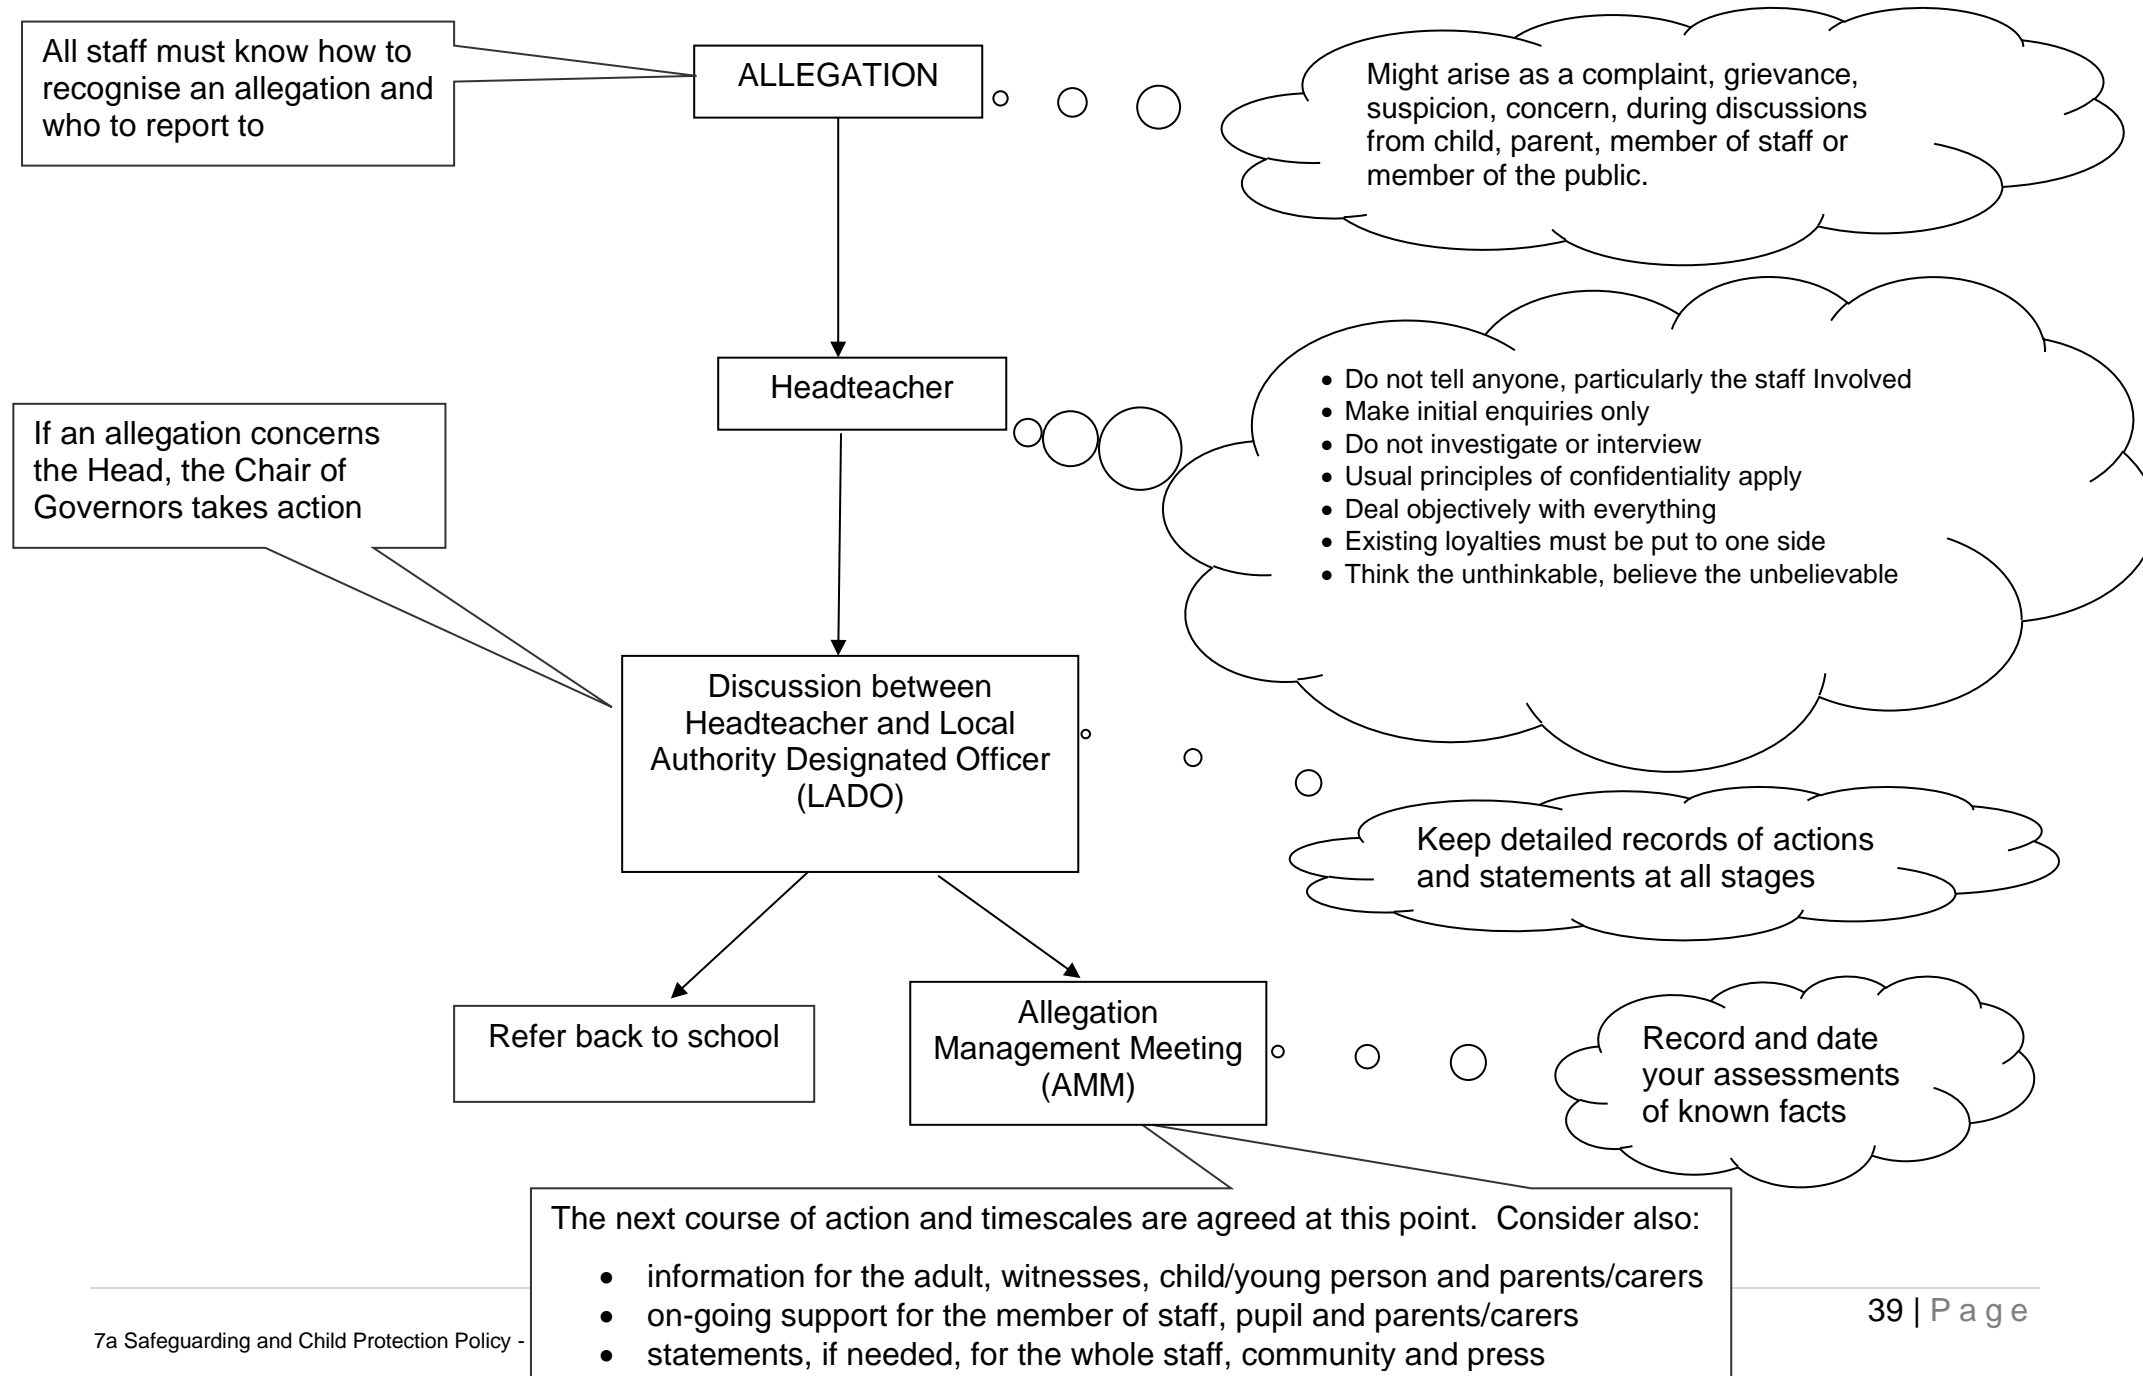 All staff must know how to
recognise an allegation and
who to report to
ALLEGATION
Might arise as a complaint, grievance,
suspicion, concern, during discussions
from child, parent, member of staff or
member of the public.
Headteacher
• Do not tell anyone, particularly the staff Involved
• Make initial enquiries only
• Do not investigate or interview
• Usual principles of confidentiality apply
• Deal objectively with everything
• Existing loyalties must be put to one side
• Think the unthinkable, believe the unbelievable
If an allegation concerns
the Head, the Chair of
Governors takes action
Discussion between
Headteacher and Local
Authority Designated Officer
(LADO)
Keep detailed records of actions
and statements at all stages
Refer back to school
Allegation
Management Meeting
(AMM)
Record and date
your assessments
of known facts
The next course of action and timescales are agreed at this point.  Consider also:
• information for the adult, witnesses, child/young person and parents/carers
• on-going support for the member of staff, pupil and parents/carers
• statements, if needed, for the whole staff, community and press
39 | P a g e
7a Safeguarding and Child Protection Policy -